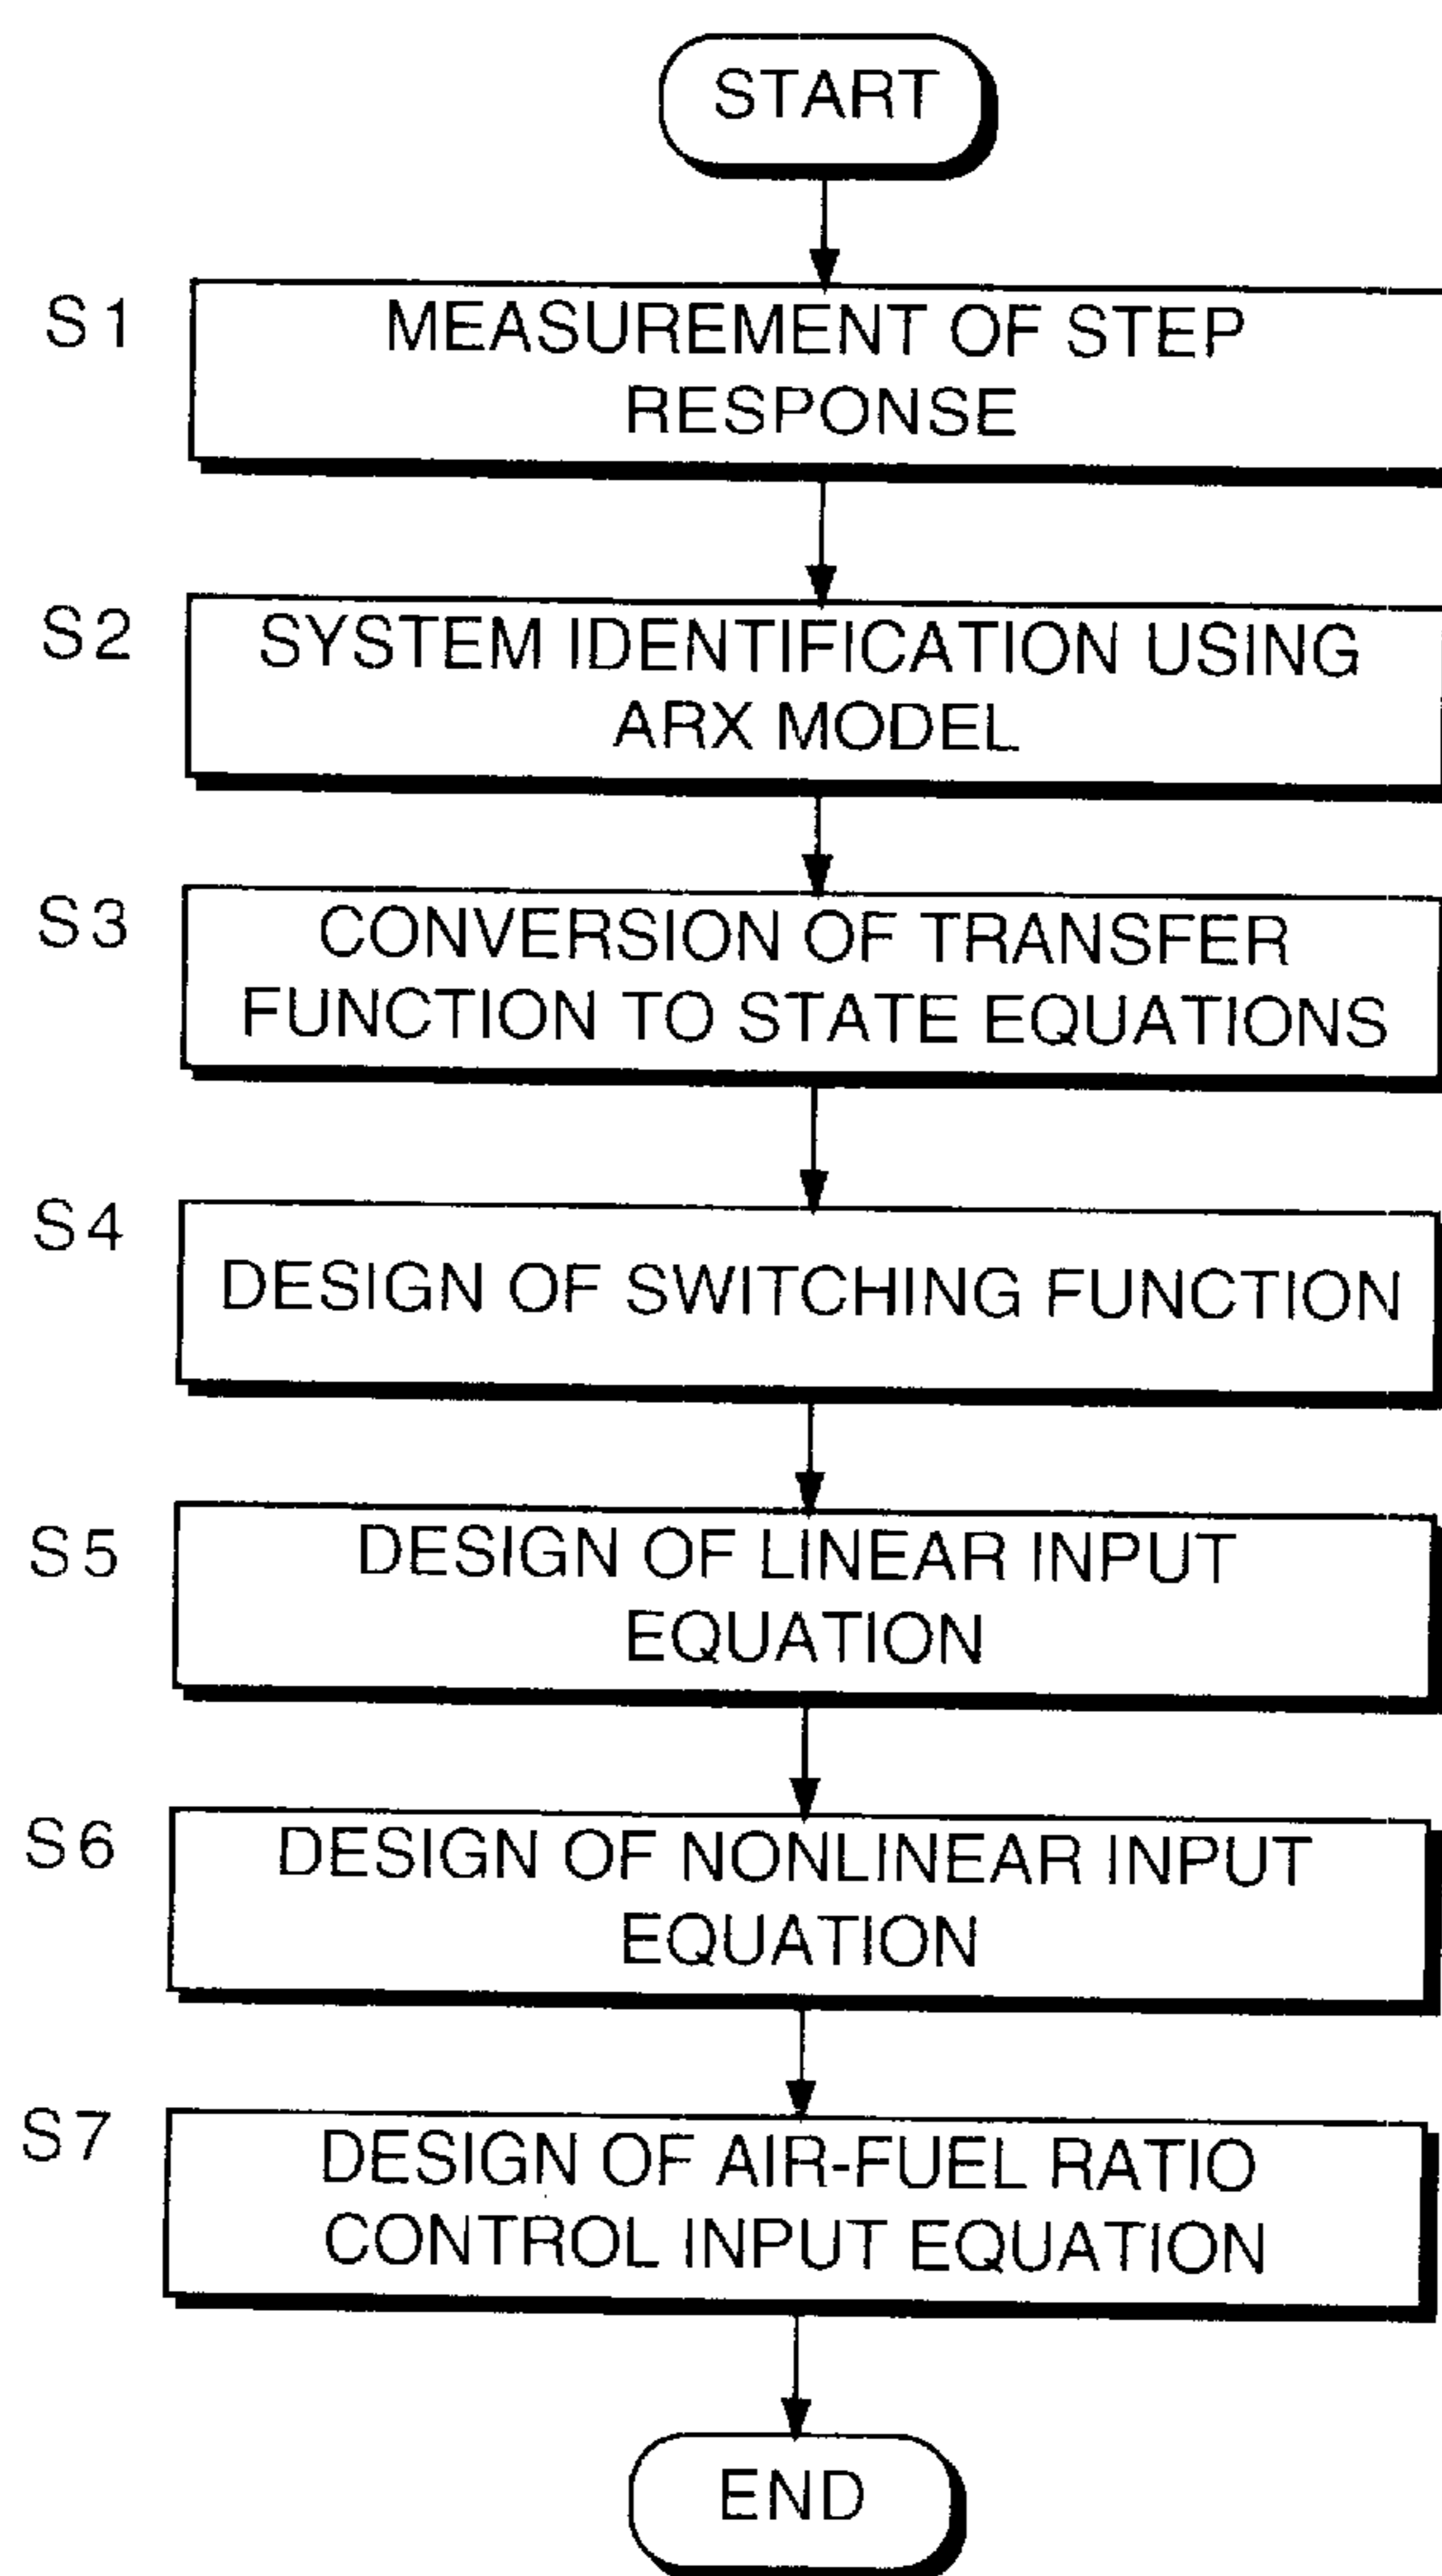 START
S1
MEASUREMENT OF STEP
RESPONSE
S2
SYSTEM IDENTIFICATION USING
ARX MODEL
S3
CONVERSION OF TRANSFER
FUNCTION TO STATE EQUATIONS
S4
DESIGN OF SWITCHING FUNCTION
S5
DESIGN OF LINEAR INPUT
EQUATION
S6
DESIGN OF NONLINEAR INPUT
EQUATION
S7
DESIGN OF AIR-FUEL RATIO
CONTROL INPUT EQUATION
END